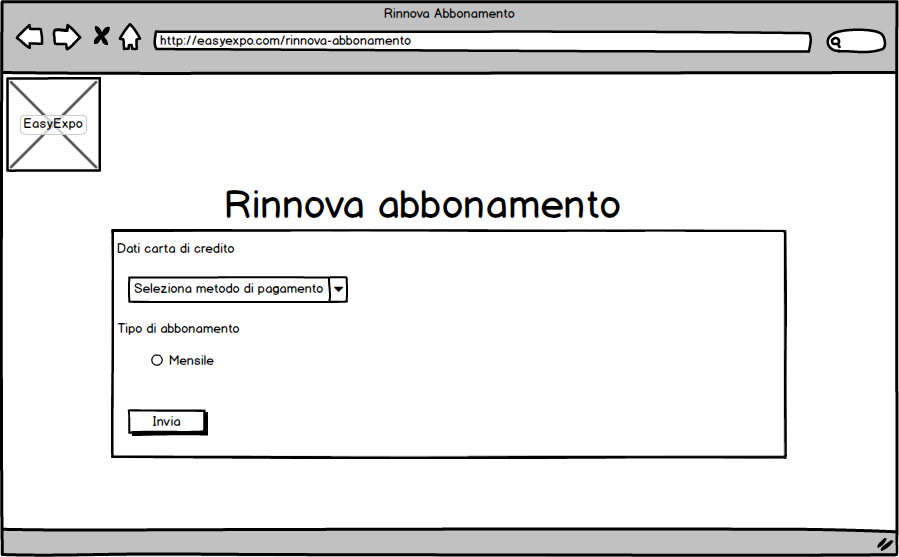 Rinnova Abbonamento
http://easyexpo.com/rinnova-abbonamento
EasyExpo
Rinnova abbonamento
Dati carta di credito
Seleziona metodo di pagamento
Tipo di abbonamento
Mensile
Invia